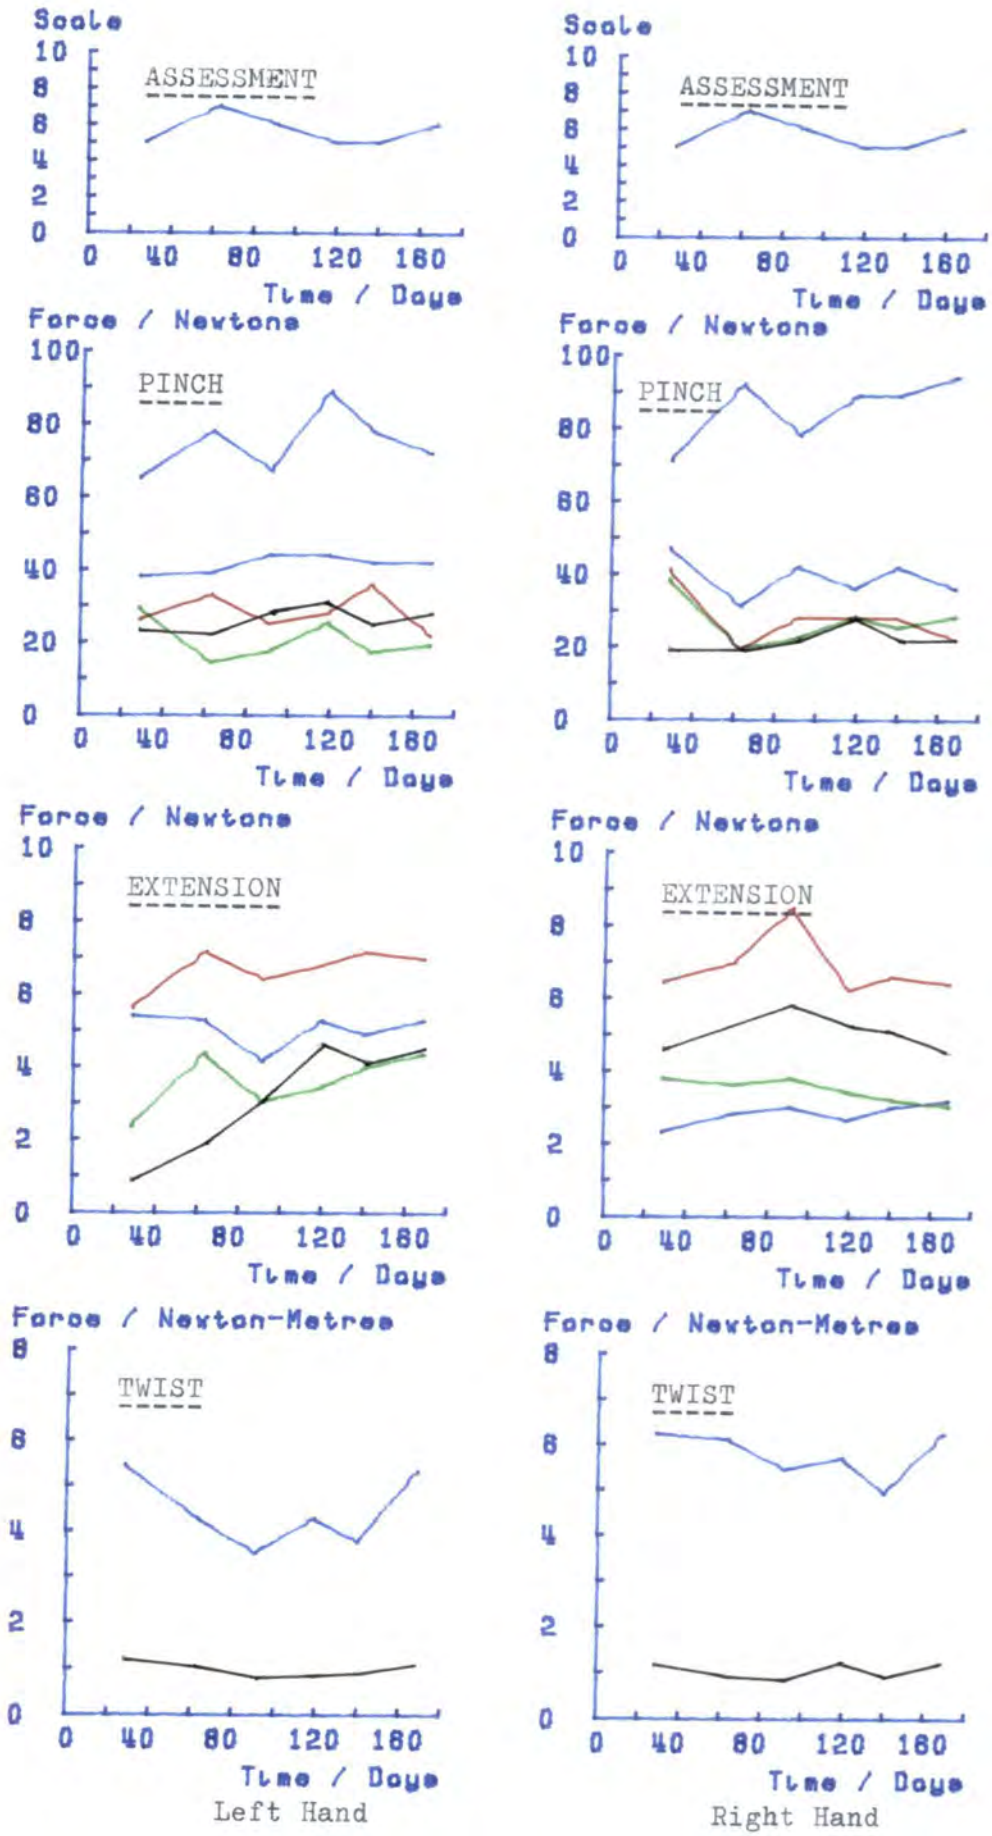 Scale
10
8
6
4
2
0
ASSESSMENT
0 40 80 120 160
Time / Days
Scale
10
8
6
4
2
0
ASSESSMENT
0 40 80 120 160
Time / Days
Force / Newtons
100
80
60
40
20
0
PINCH
0 40 80 120 160
Time / Days
Force / Newtons
100
80
60
40
20
0
PINCH
0 40 80 120 160
Time / Days
Force / Newtons
10
8
6
4
2
0
EXTENSION
0 40 80 120 160
Time / Days
Force / Newtons
10
8
6
4
2
0
EXTENSION
0 40 80 120 160
Time / Days
Force / Newton-Metres
8
6
4
2
0
TWIST
0 40 80 120 160
Time / Days
Left Hand
Force / Newton-Metres
8
6
4
2
0
TWIST
0 40 80 120 160
Time / Days
Right Hand